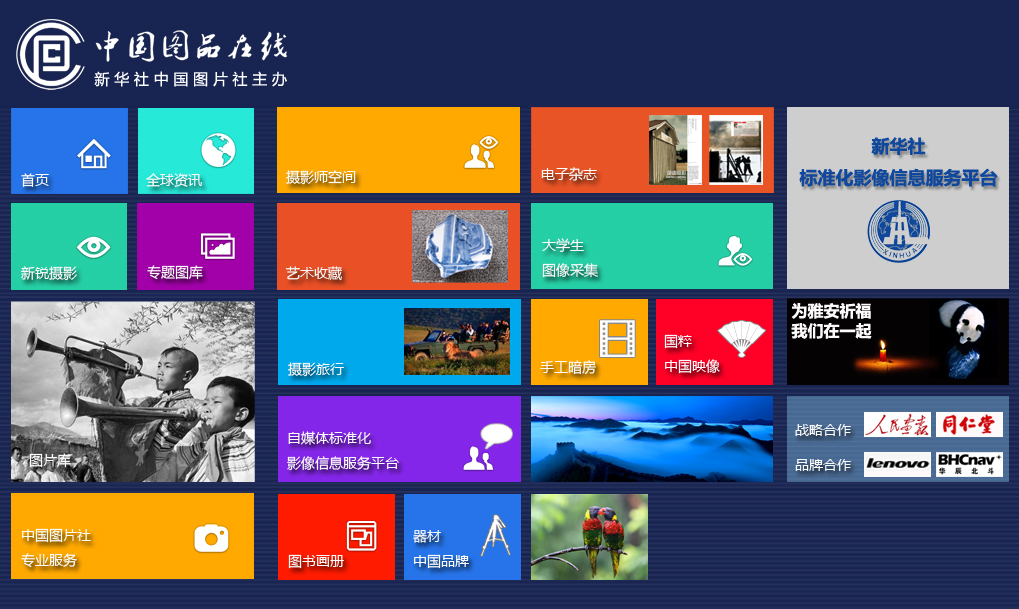 中国图品在线
新华社中国图片社主办
首页
全球资讯
摄影师空间
电子杂志
新华社
标准化影像信息服务平台
XINHUA
新锐摄影
专题图库
艺术收藏
大学生
图像采集
图片库
摄影旅行
手工暗房
国粹
中国映像
为雅安祈福
我们在一起
自媒体标准化
影像信息服务平台
战略合作
人民画报
同仁堂
品牌合作
lenovo
BHCnav
华辰北斗
中国图片社
专业服务
图书画册
器材
中国品牌